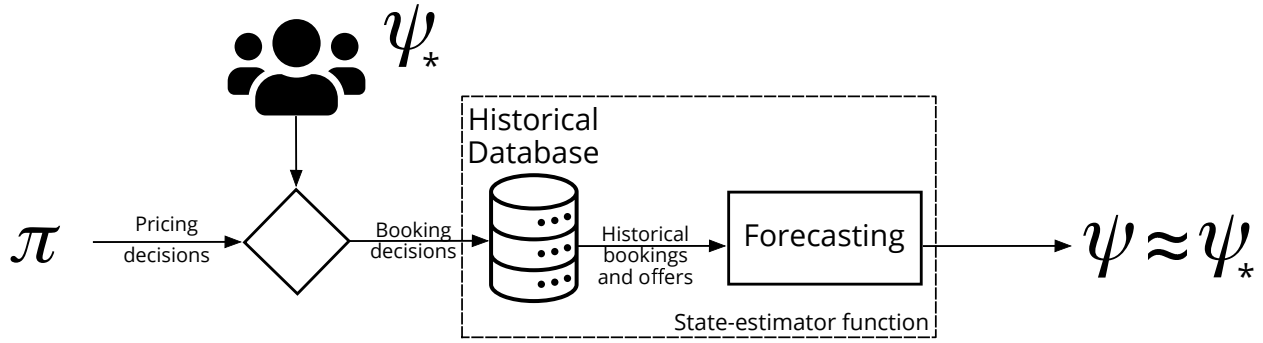 ψ*
Historical
Database
π
Pricing
decisions
Booking
decisions
Historical
bookings
and offers
Forecasting
ψ ≈ ψ*
State-estimator function